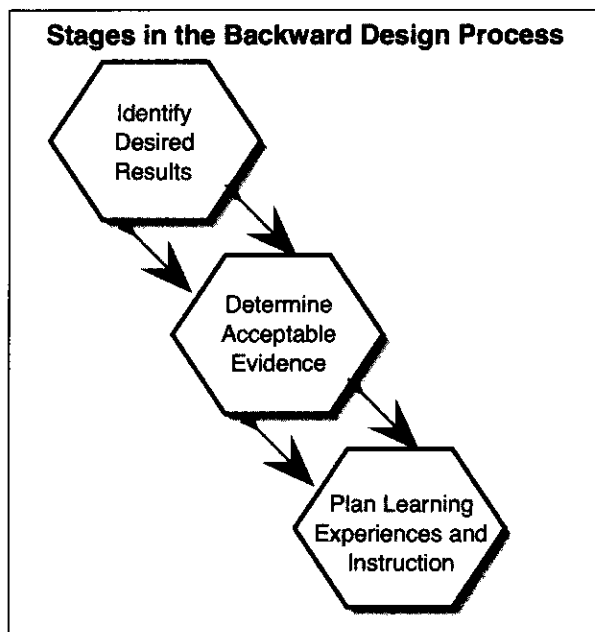 Stages in the Backward Design Process
Identify
Desired
Results
Determine
Acceptable
Evidence
Plan Learning
Experiences and
Instruction